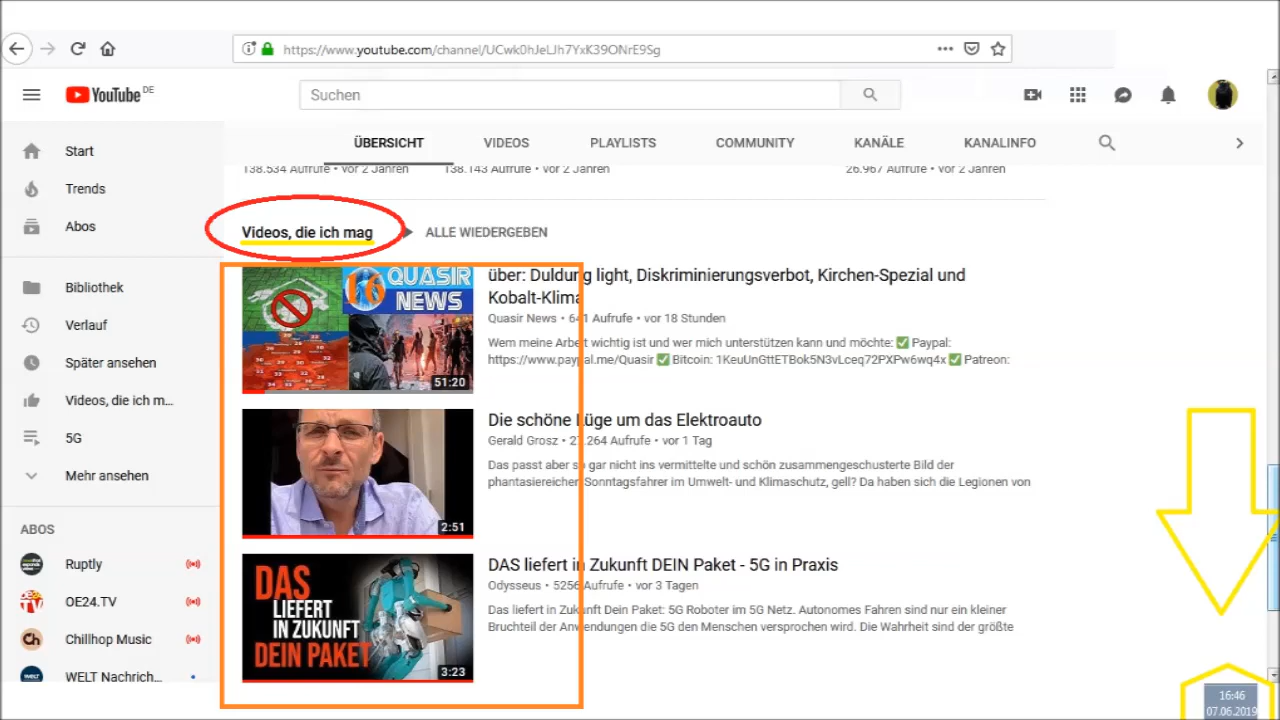 https://www.youtube.com/channel/UCwk0hJeLJh7YxK39ONrE9Sg
YouTube DE
Suchen
ÜBERSICHT VIDEOS PLAYLISTS COMMUNITY KANÄLE KANALINFO
138.534 Aufrufe • vor 2 Jahren 138.143 Aufrufe • vor 2 Jahren 26.967 Aufrufe • vor 2 Jahren
Start
Trends
Abos
Bibliothek
Verlauf
Später ansehen
Videos, die ich m...
5G
Mehr ansehen
ABOS
Ruptly
OE24.TV
Chillhop Music
WELT Nachrich...
Videos, die ich mag ALLE WIEDERGEBEN
QUASIR
NEWS
51:20
über: Duldung light, Diskriminierungsverbot, Kirchen-Spezial und
Kobalt-Klima
Quasir News • 641 Aufrufe • vor 18 Stunden
Wem meine Arbeit wichtig ist und wer mich unterstützen kann und möchte: ✅ Paypal:
https://www.paypal.me/Quasir ✅ Bitcoin: 1KeuUnGttETBok5N3vLceq72PXPw6wq4x ✅ Patreon:
2:51
Die schöne Lüge um das Elektroauto
Gerald Grosz • 27.264 Aufrufe • vor 1 Tag
Das passt aber so gar nicht ins vermittelte und schön zusammengeschusterte Bild der
phantasiereichen Sonntagsfahrer im Umwelt- und Klimaschutz, gell? Da haben sich die Legionen von
DAS
LIEFERT
IN ZUKUNFT
DEIN PAKET
3:23
DAS liefert in Zukunft DEIN Paket - 5G in Praxis
Odysseus • 5256 Aufrufe • vor 3 Tagen
Das liefert in Zukunft Dein Paket: 5G Roboter im 5G Netz. Autonomes Fahren sind nur ein kleiner
Bruchteil der Anwendungen die 5G den Menschen versprochen wird. Die Wahrheit sind der größte
16:46
07.06.2019